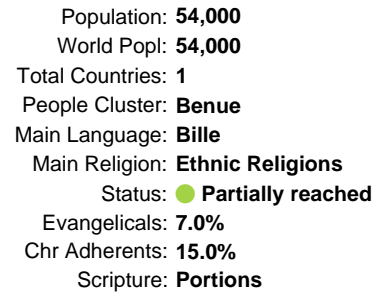 Population: 54,000
World Popl: 54,000
Total Countries: 1
People Cluster: Benue
Main Language: Bille
Main Religion: Ethnic Religions
Status: Partially reached
Evangelicals: 7.0%
Chr Adherents: 15.0%
Scripture: Portions